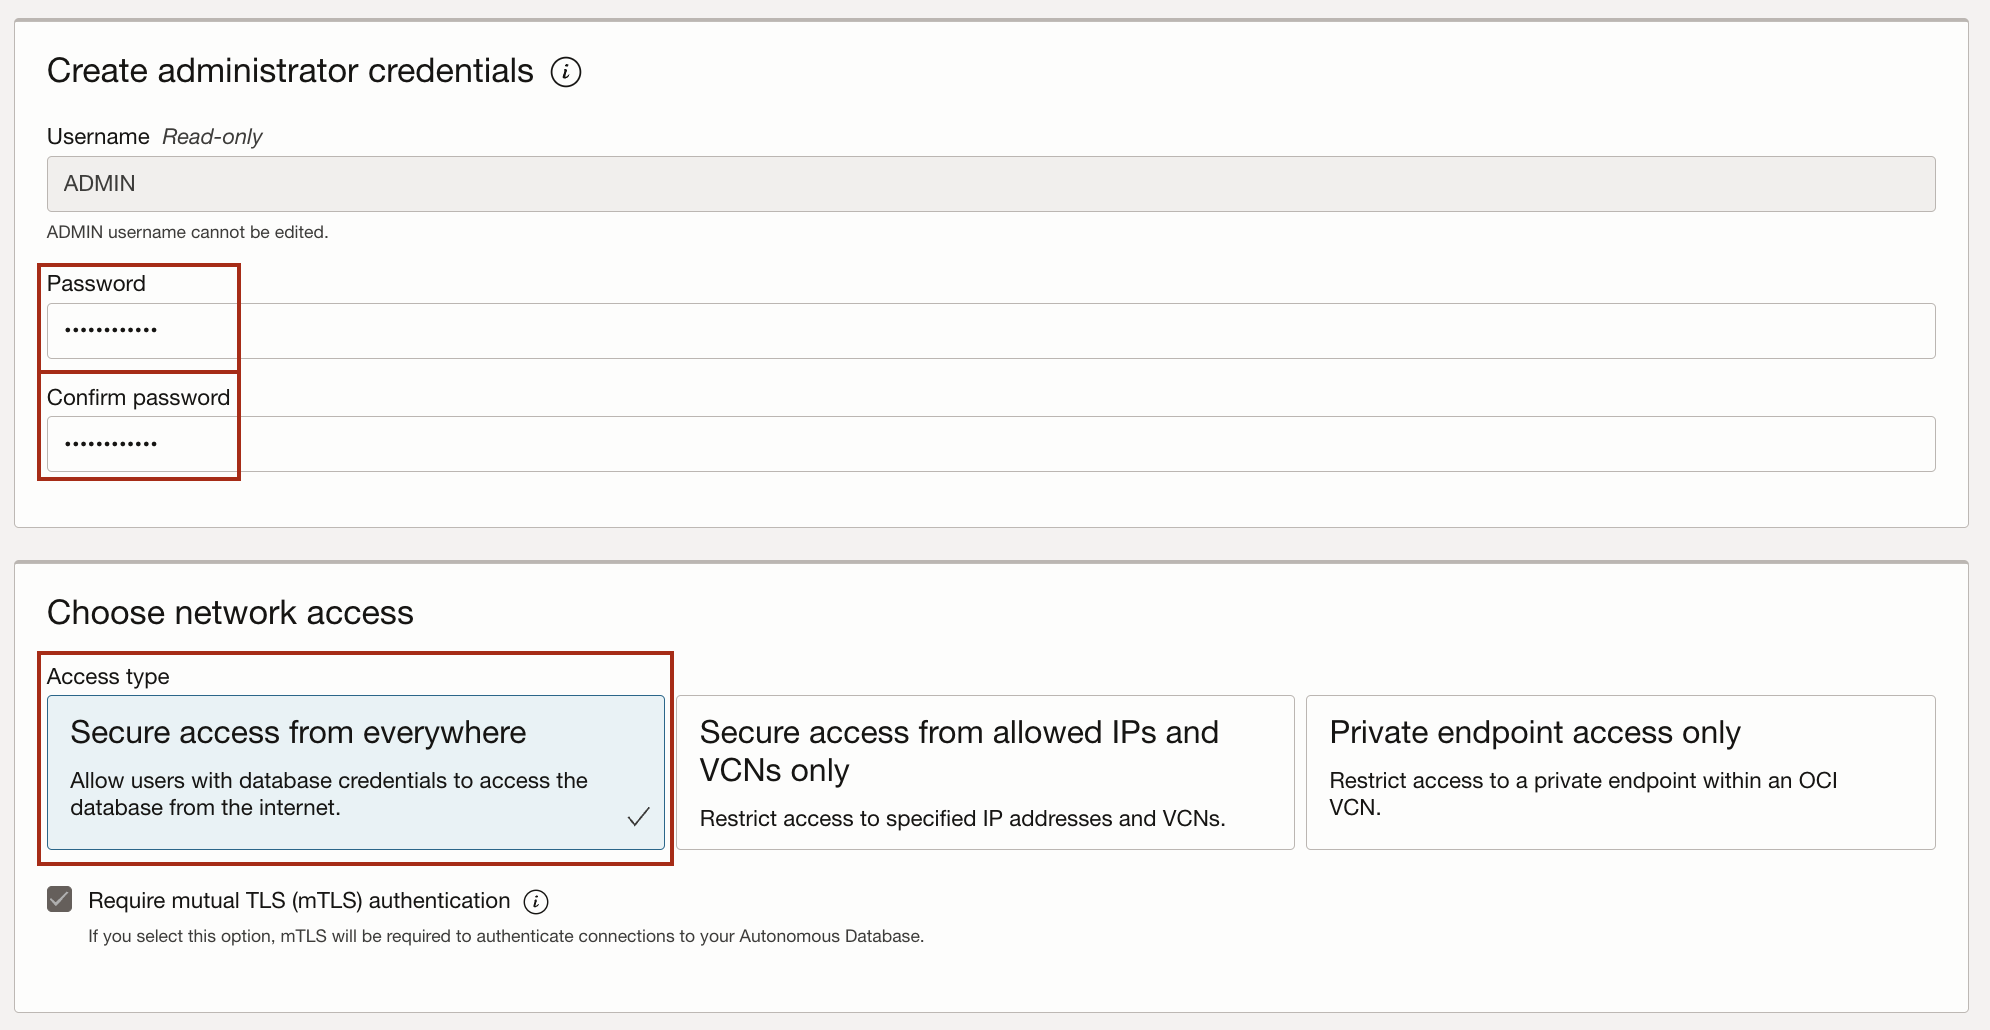 Create administrator credentials
Username Read-only
ADMIN
ADMIN username cannot be edited.
Password
••••••••••••
Confirm password
••••••••••••
Choose network access
Access type
Secure access from everywhere
Allow users with database credentials to access the
database from the internet.
Secure access from allowed IPs and
VCNs only
Restrict access to specified IP addresses and VCNs.
Private endpoint access only
Restrict access to a private endpoint within an OCI
VCN.
Require mutual TLS (mTLS) authentication
If you select this option, mTLS will be required to authenticate connections to your Autonomous Database.